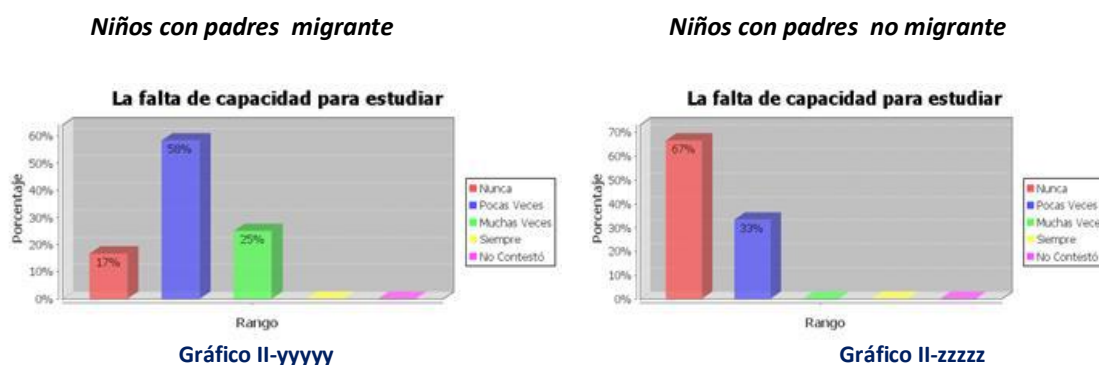 Niños con padres  migrante
La falta de capacidad para estudiar
Porcentaje
60%
50%
40%
30%
20%
10%
0%
17%
58%
25%
Rango
Nunca
Pocas Veces
Muchas Veces
Siempre
No Contestó
Gráfico II-yyyyy
Niños con padres  no migrante
La falta de capacidad para estudiar
Porcentaje
70%
60%
50%
40%
30%
20%
10%
0%
67%
33%
Rango
Nunca
Pocas Veces
Muchas Vece
Siempre
No Contestó
Gráfico II-zzzzz